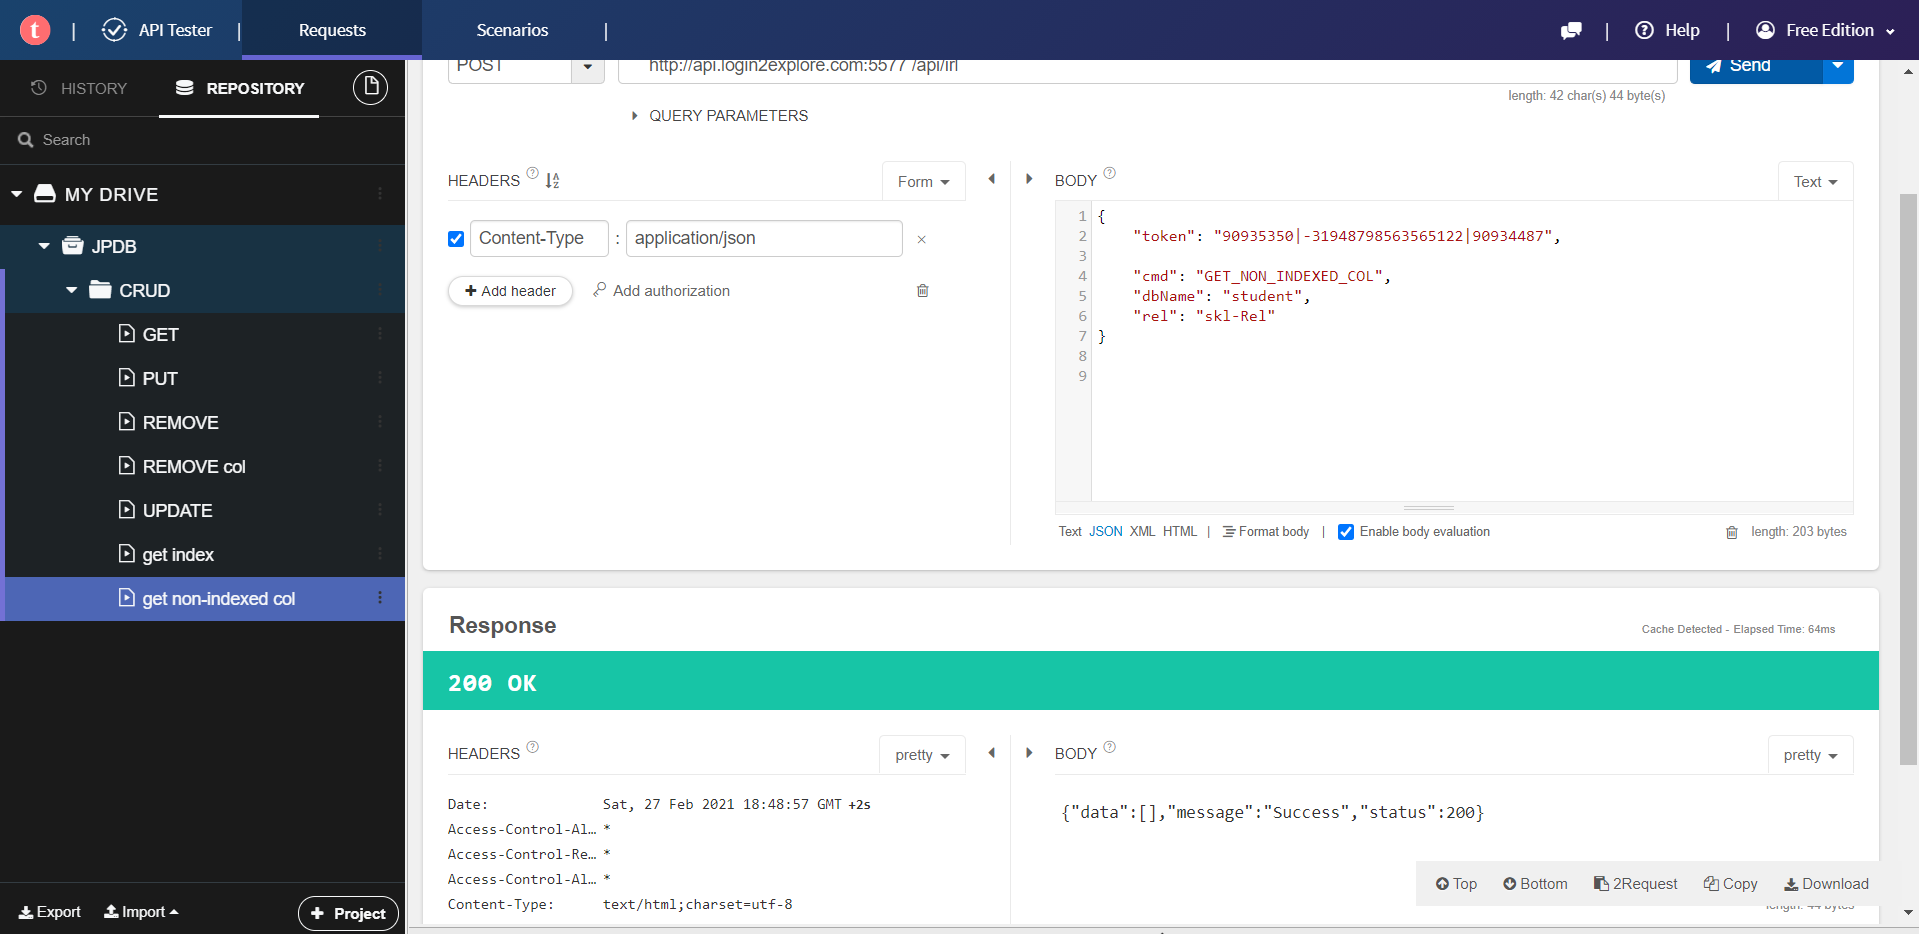 t | API Tester | Requests Scenarios | | Help | Free Edition
HISTORY REPOSITORY
Search
MY DRIVE
JPDB
CRUD
GET
PUT
REMOVE
REMOVE col
UPDATE
get index
get non-indexed col
Export Import + Project
POST http://api.login2explore.com:5577 /api/irl Send
length: 42 char(s) 44 byte(s)
QUERY PARAMETERS
HEADERS ? Form
Content-Type : application/json ×
+ Add header Add authorization
BODY ? Text
1 {
2 "token": "90935350|-31948798563565122|90934487",
3
4 "cmd": "GET_NON_INDEXED_COL",
5 "dbName": "student",
6 "rel": "skl-Rel"
7 }
8
9
Text JSON XML HTML | Format body | Enable body evaluation length: 203 bytes
Response
Cache Detected - Elapsed Time: 64ms
200 OK
HEADERS ? pretty
Date: Sat, 27 Feb 2021 18:48:57 GMT +2s
Access-Control-Al… *
Access-Control-Re… *
Access-Control-Al… *
Content-Type: text/html;charset=utf-8
BODY ? pretty
{"data":[],"message":"Success","status":200}
Top Bottom 2Request Copy Download
length: 44 bytes